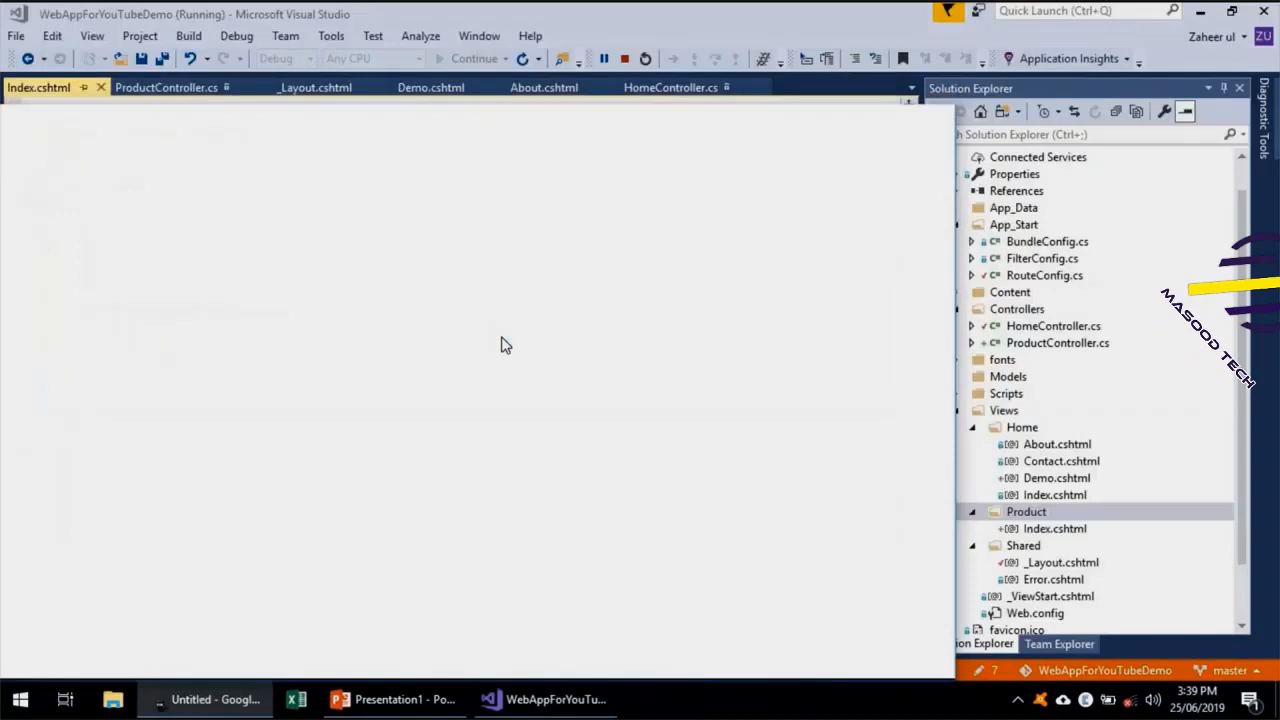 WebAppForYouTubeDemo (Running) - Microsoft Visual Studio
Quick Launch (Ctrl+Q)
File Edit View Project Build Debug Team Tools Test Analyze Window Help
Zaheer ul ZU
Debug Any CPU Continue Application Insights
Index.cshtml ProductController.cs _Layout.cshtml Demo.cshtml About.cshtml HomeController.cs
Solution Explorer
Diagnostic Tools
h Solution Explorer (Ctrl+;)
Connected Services
Properties
References
App_Data
App_Start
BundleConfig.cs
FilterConfig.cs
RouteConfig.cs
Content
Controllers
HomeController.cs
ProductController.cs
fonts
Models
Scripts
Views
Home
About.cshtml
Contact.cshtml
Demo.cshtml
Index.cshtml
Product
Index.cshtml
Shared
_Layout.cshtml
Error.cshtml
_ViewStart.cshtml
Web.config
favicon.ico
ion Explorer Team Explorer
7 WebAppForYouTubeDemo master
MASOOD TECH
Untitled - Googl...
Presentation1 - Po...
WebAppForYouTu...
3:39 PM
25/06/2019
1